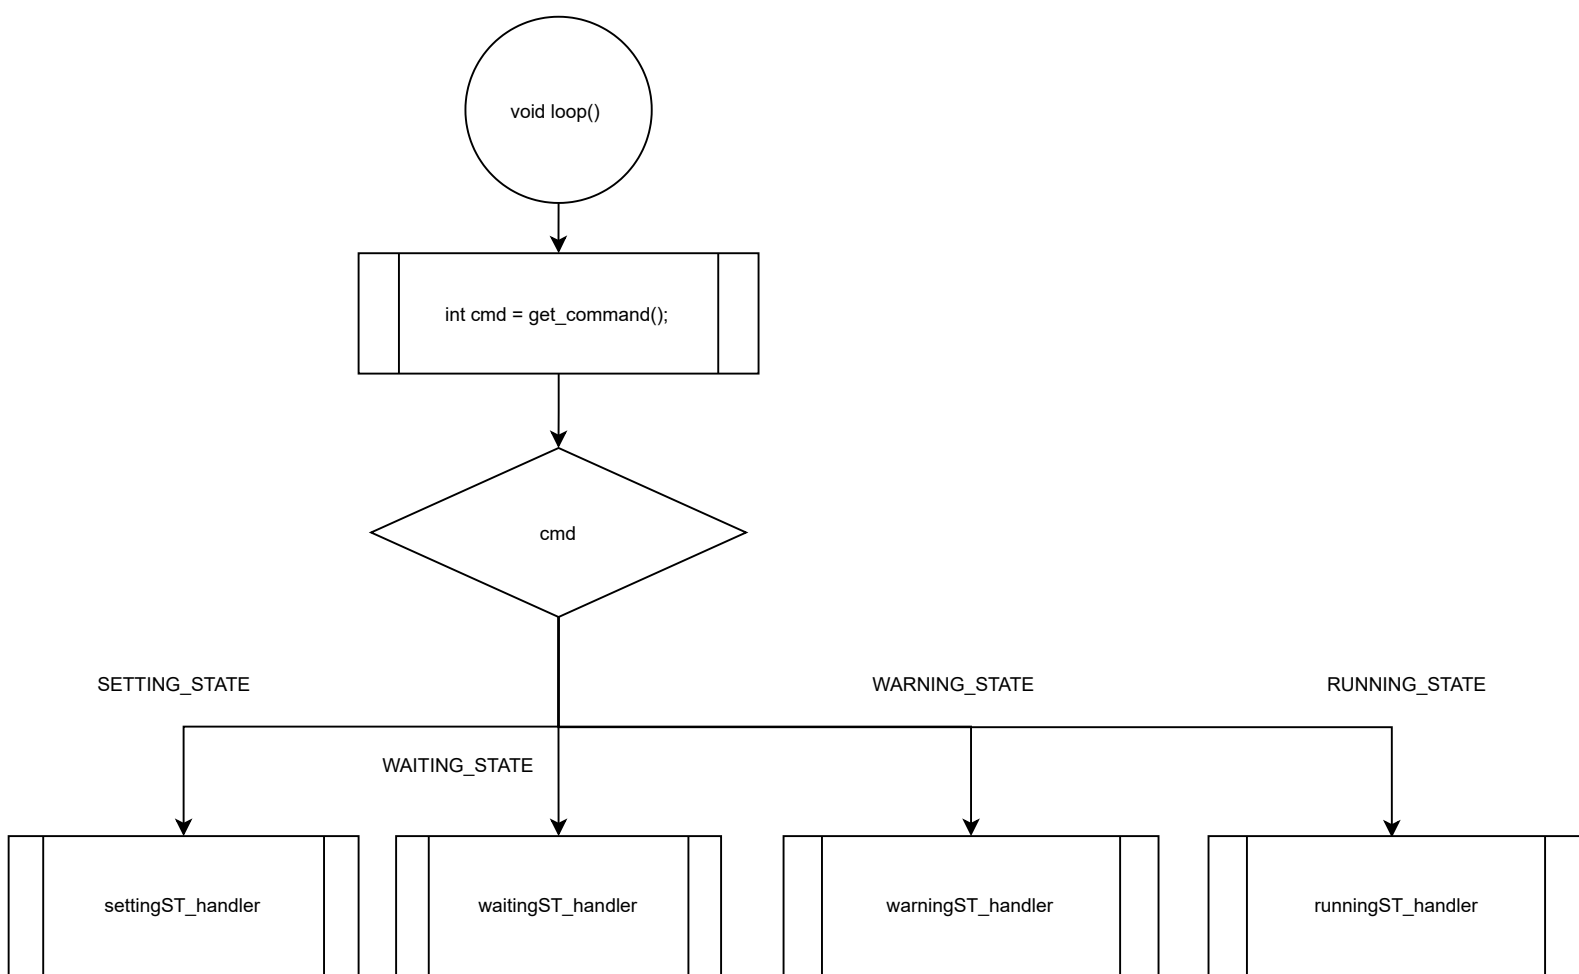 void loop()
int cmd = get_command();
cmd
SETTING_STATE
WARNING_STATE
RUNNING_STATE
WAITING_STATE
settingST_handler
waitingST_handler
warningST_handler
runningST_handler